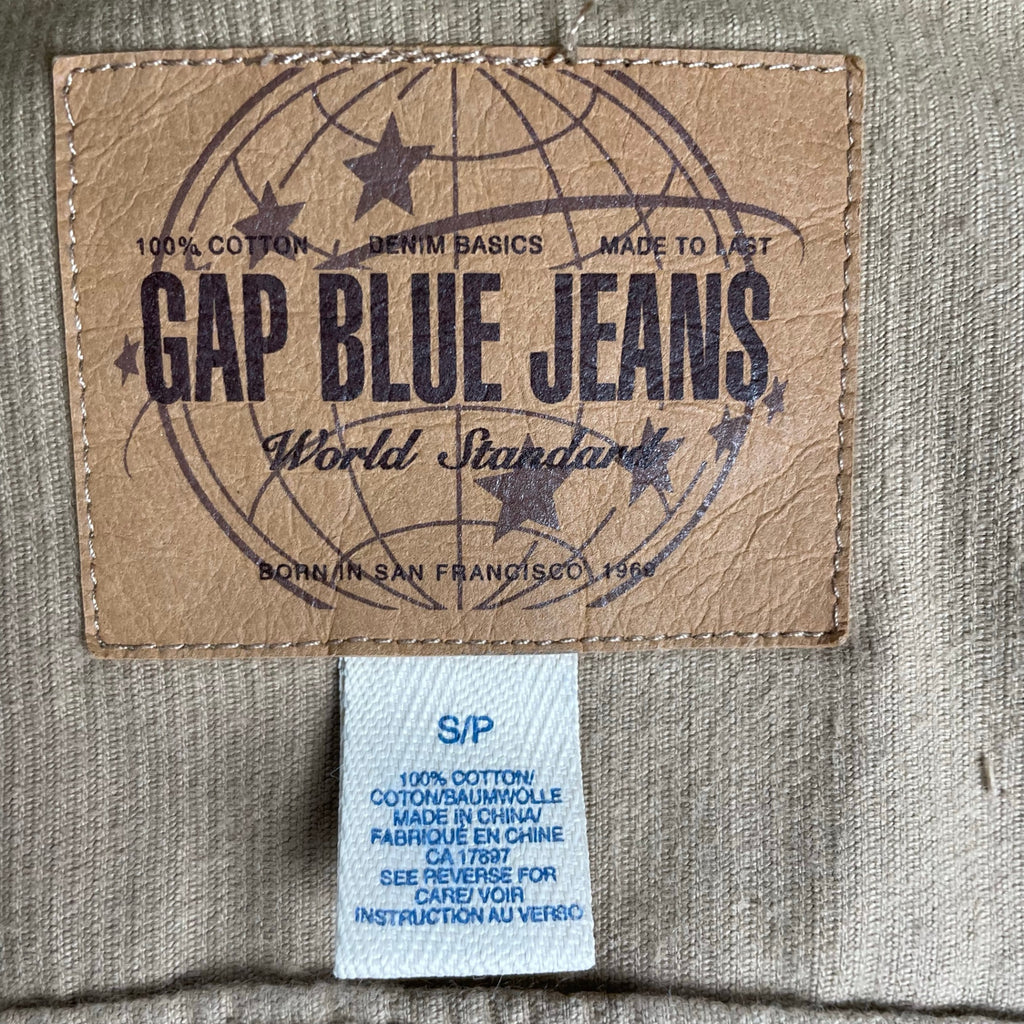 100% COTTON DENIM BASICS MADE TO LAST
GAP BLUE JEANS
World Standard
BORN IN SAN FRANCISCO 1969
S/P
100% COTTON/
COTON/BAUMWOLLE
MADE IN CHINA/
FABRIQUE EN CHINE
CA 17897
SEE REVERSE FOR
CARE/ VOIR
INSTRUCTION AU VERSO